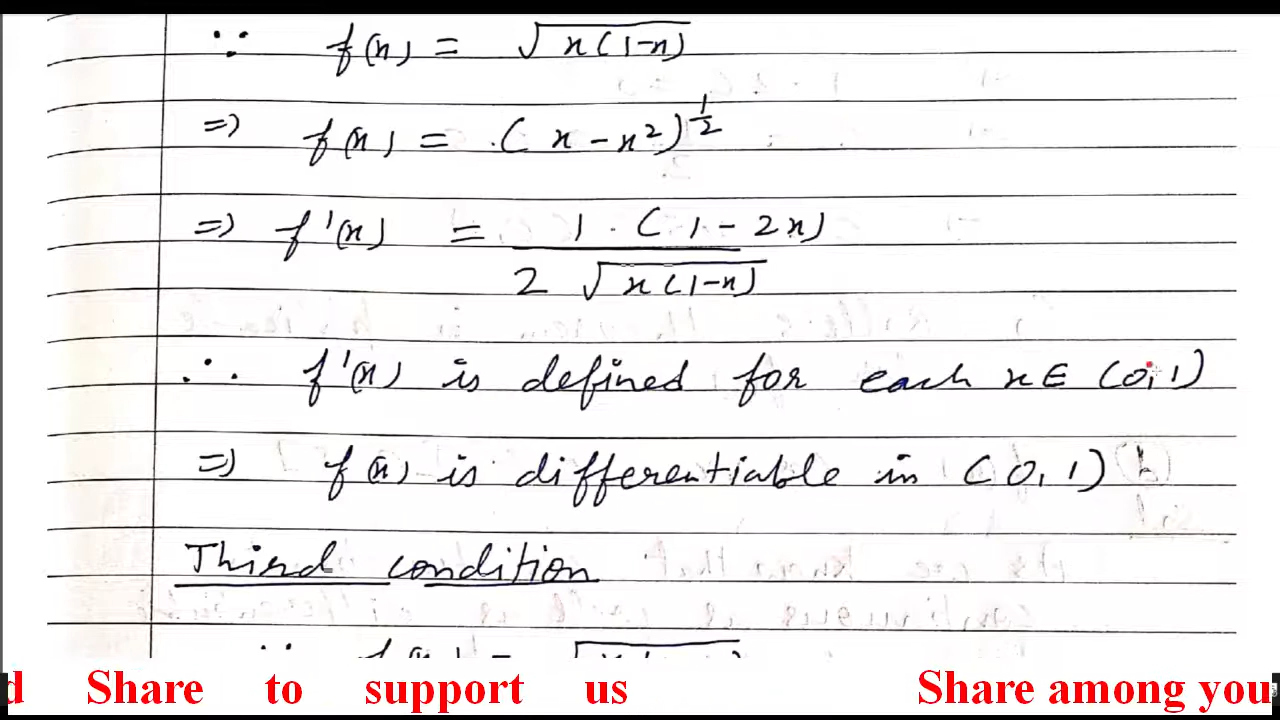 ∵ f(x) = √x(1-x)
⇒ f(x) = (x - x²)^1/2
⇒ f'(x) = 1 · (1 - 2x) / 2 √x(1-x)
∴ f'(x) is defined for each x ∈ (0, 1)
⇒ f(x) is differentiable in (0, 1)
Third condition
d Share to support us Share among you